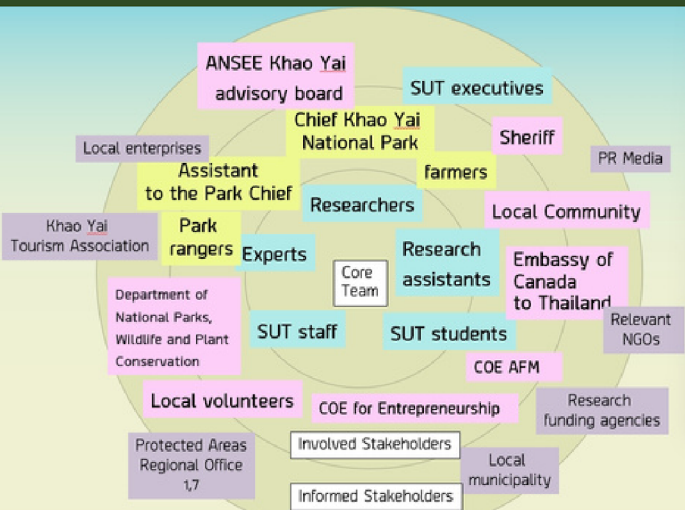 ANSEE Khao Yai
advisory board
SUT executives
Chief Khao Yai
National Park
Sheriff
Local enterprises
PR Media
Assistant
to the Park Chief
farmers
Researchers
Local Community
Khao Yai
Tourism Association
Park
rangers
Experts
Research
assistants
Embassy of
Canada
to Thailand
Core
Team
Department of
National Parks,
Wildlife and Plant
Conservation
Relevant
NGOs
SUT staff
SUT students
COE AFM
Local volunteers
COE for Entrepreneurship
Research
funding agencies
Protected Areas
Regional Office
1,7
Involved Stakeholders
Local
municipality
Informed Stakeholders